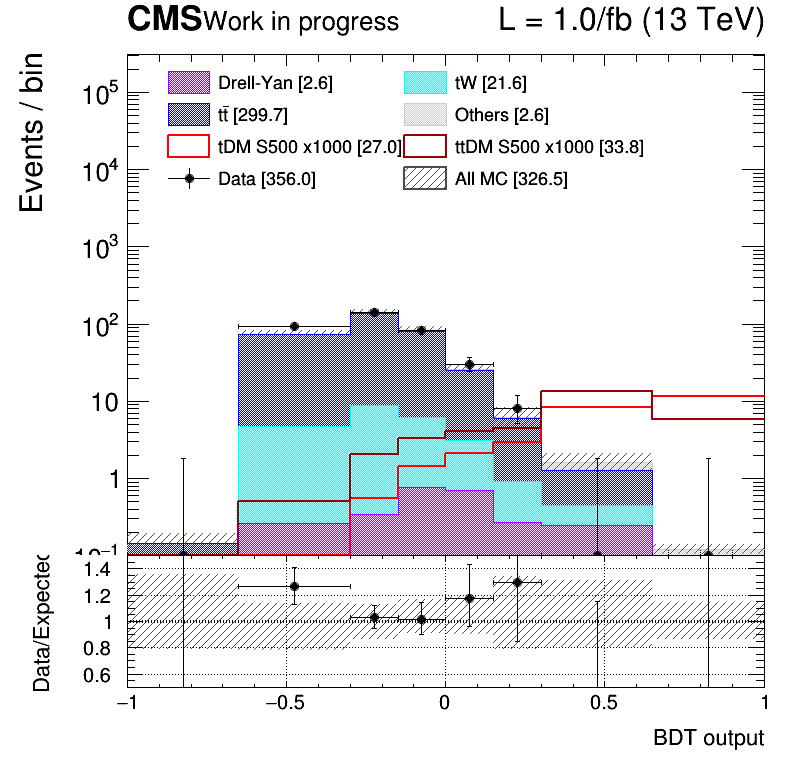 CMS Work in progress L = 1.0/fb (13 TeV)
Events / bin
Drell-Yan [2.6] tW [21.6]
tt̄ [299.7] Others [2.6]
tDM S500 x1000 [27.0] ttDM S500 x1000 [33.8]
Data [356.0] All MC [326.5]
10⁵
10⁴
10³
10²
10
1
10⁻¹
Data/Expected
1.4
1.2
1
0.8
0.6
−1 −0.5 0 0.5 1
BDT output